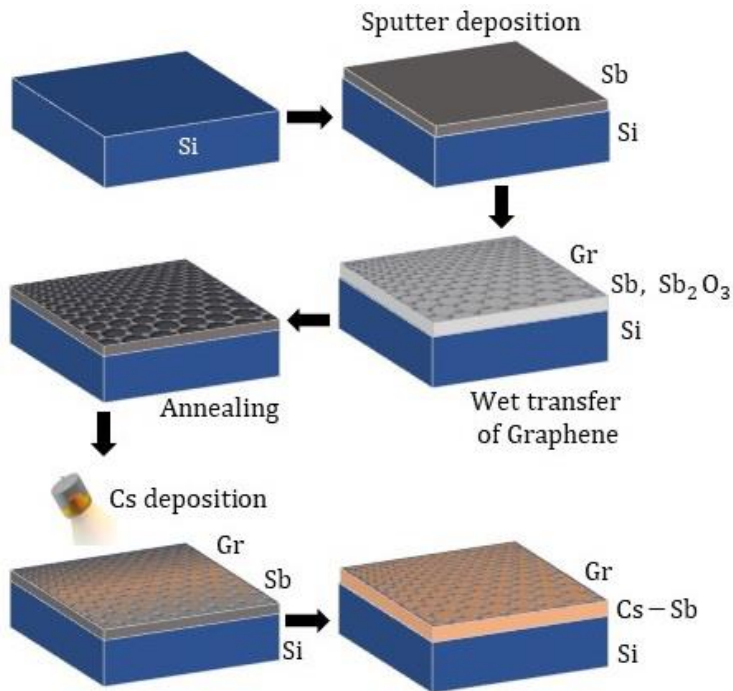 Sputter deposition
Si
Sb
Si
Gr
Sb, Sb₂O₃
Si
Annealing
Wet transfer
of Graphene
Cs deposition
Gr
Sb
Si
Gr
Cs – Sb
Si